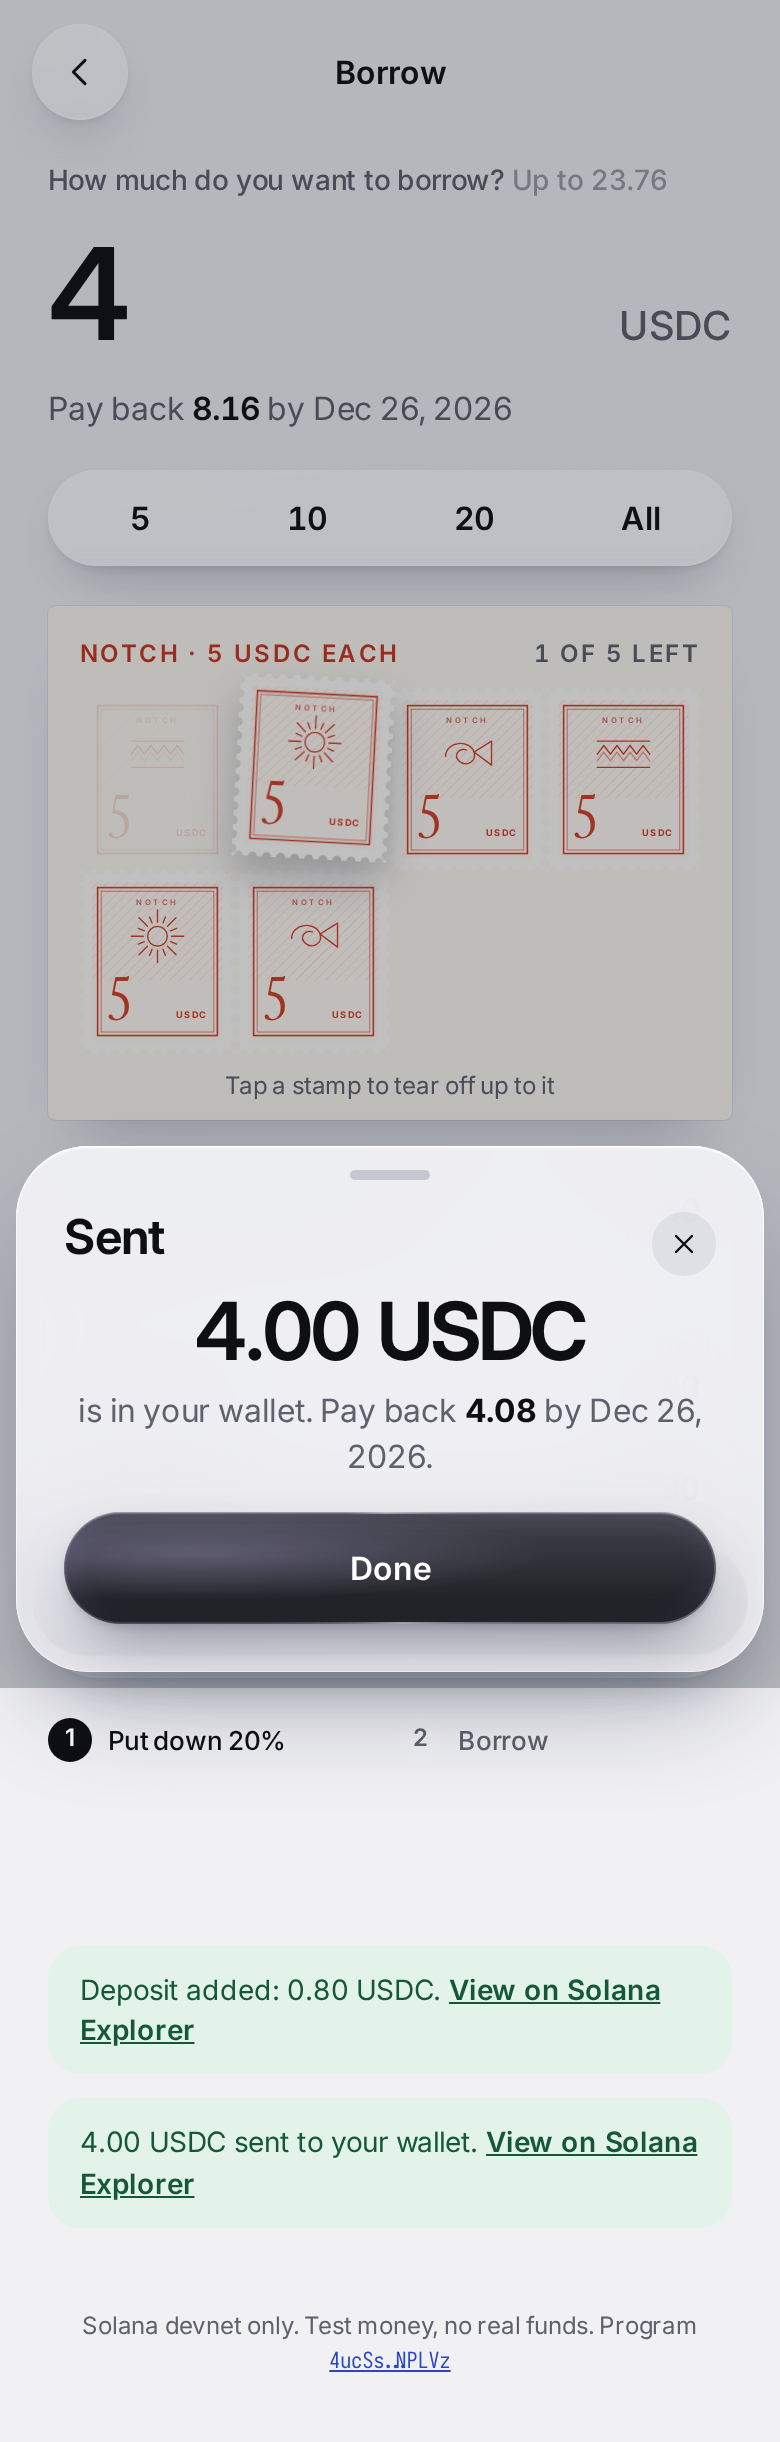 Borrow
How much do you want to borrow? Up to 23.76
4
USDC
Pay back 8.16 by Dec 26, 2026
5 10 20 All
NOTCH · 5 USDC EACH
1 OF 5 LEFT
NOTCH
5 USDC
NOTCH
5 USDC
NOTCH
5 USDC
NOTCH
5 USDC
NOTCH
5 USDC
NOTCH
5 USDC
Tap a stamp to tear off up to it
Sent
4.00 USDC
is in your wallet. Pay back 4.08 by Dec 26,
2026.
Done
1 Put down 20%
2 Borrow
Deposit added: 0.80 USDC. View on Solana
Explorer
4.00 USDC sent to your wallet. View on Solana
Explorer
Solana devnet only. Test money, no real funds. Program
4ucSs…NPLVz